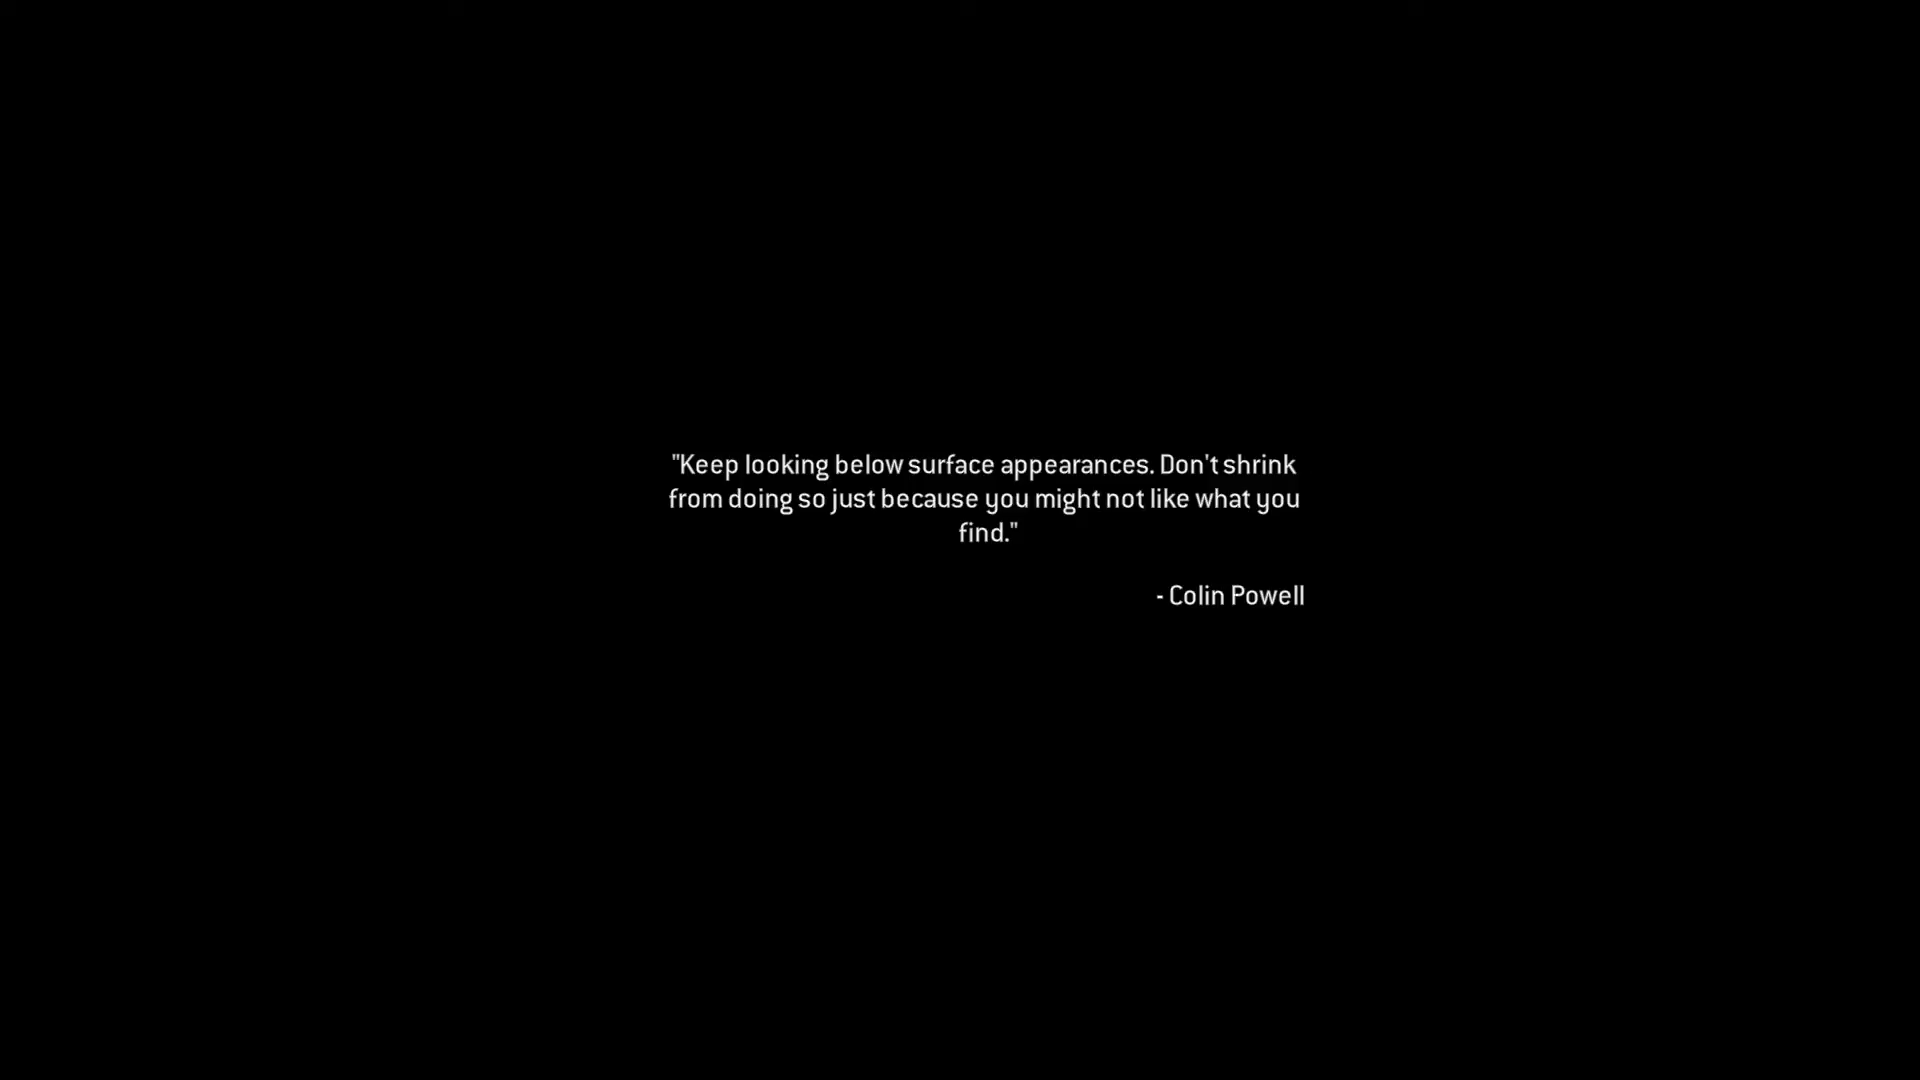 "Keep looking below surface appearances. Don't shrink
from doing so just because you might not like what you
find."
- Colin Powell